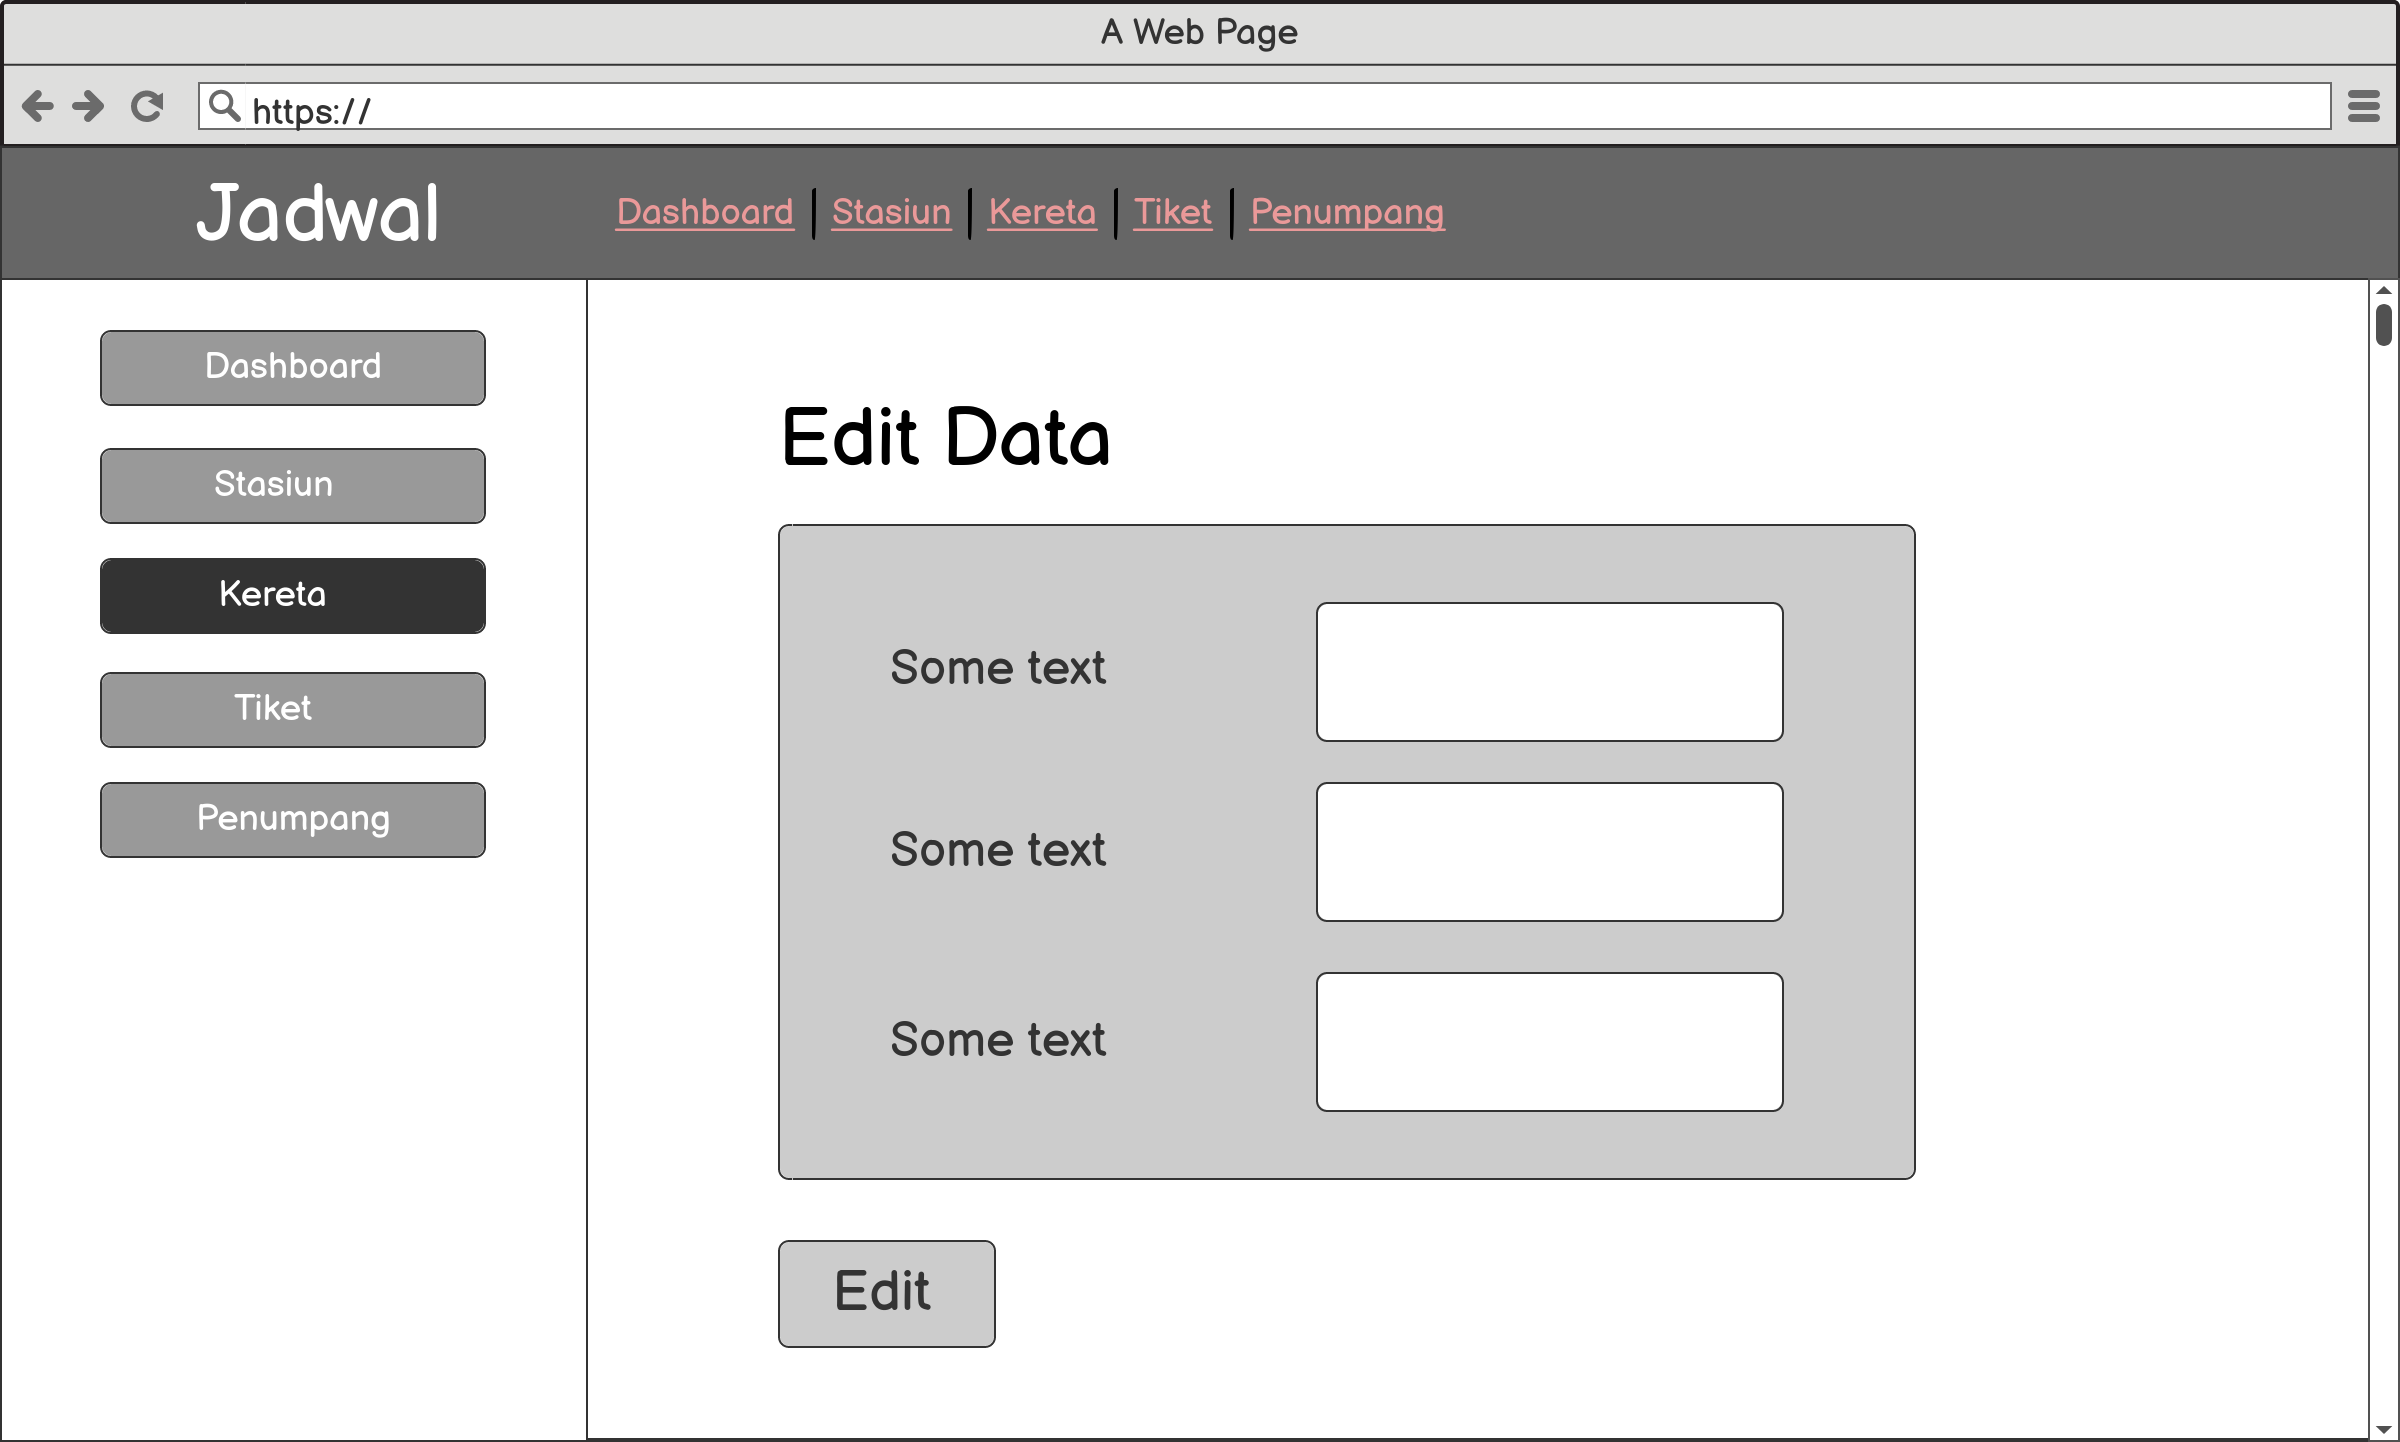 A Web Page
https://
Jadwal
Dashboard Stasiun Kereta Tiket Penumpang
Dashboard
Stasiun
Kereta
Tiket
Penumpang
Edit Data
Some text
Some text
Some text
Edit